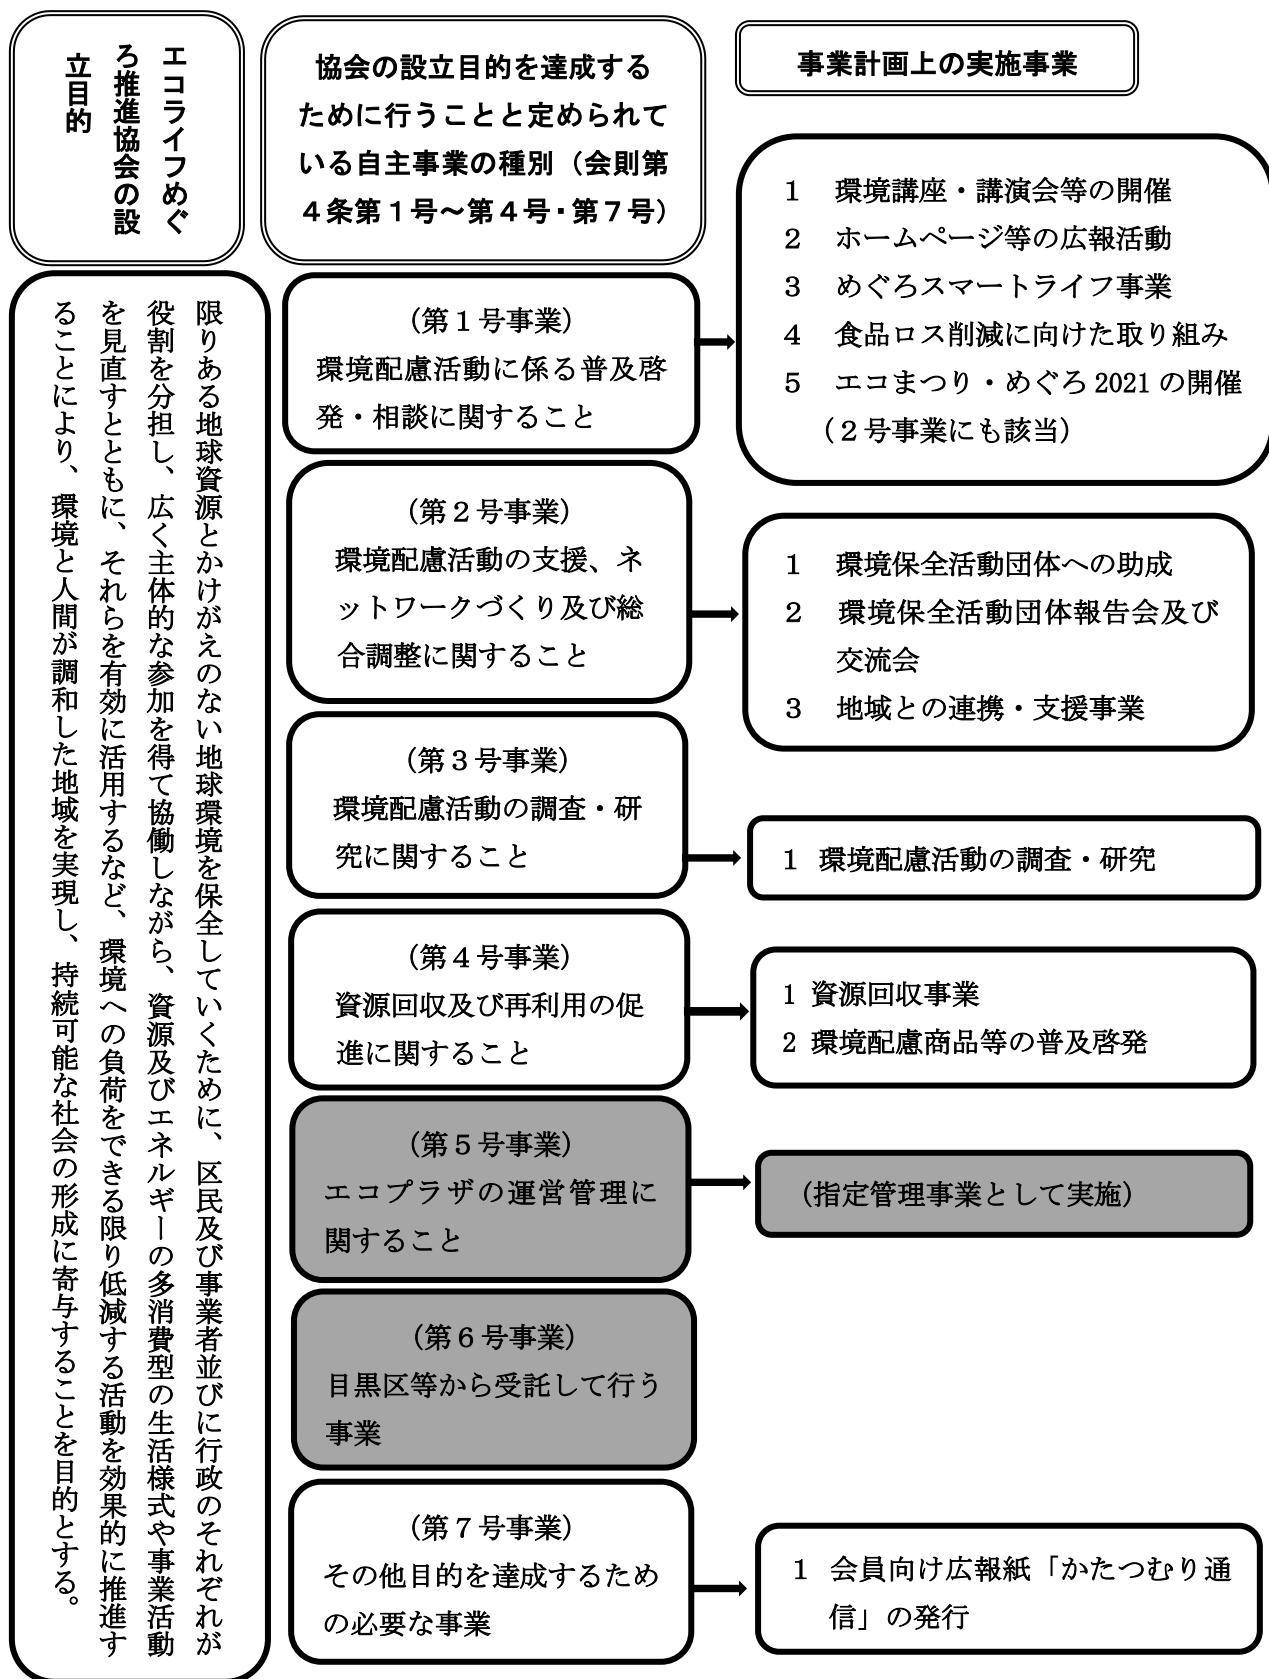 エコライフめぐ
ろ推進協会の設
立目的
限りある地球資源とかけがえのない地球環境を保全していくために、区民及び事業者並びに行政のそれぞれが
役割を分担し、広く主体的な参加を得て協働しながら、資源及びエネルギーの多消費型の生活様式や事業活動
を見直すとともに、それらを有効に活用するなど、環境への負荷をできる限り低減する活動を効果的に推進す
ることにより、環境と人間が調和した地域を実現し、持続可能な社会の形成に寄与することを目的とする。
協会の設立目的を達成する
ために行うことと定められて
いる自主事業の種別（会則第
４条第１号～第４号・第７号）
（第１号事業）
環境配慮活動に係る普及啓
発・相談に関すること
（第２号事業）
環境配慮活動の支援、ネ
ットワークづくり及び総
合調整に関すること
（第３号事業）
環境配慮活動の調査・研
究に関すること
（第４号事業）
資源回収及び再利用の促
進に関すること
（第５号事業）
エコプラザの運営管理に
関すること
（第６号事業）
目黒区等から受託して行う
事業
（第７号事業）
その他目的を達成するため
の必要な事業
事業計画上の実施事業
１　環境講座・講演会等の開催
２　ホームページ等の広報活動
３　めぐろスマートライフ事業
４　食品ロス削減に向けた取り組み
５　エコまつり・めぐろ 2021 の開催
（２号事業にも該当）
１　環境保全活動団体への助成
２　環境保全活動団体報告会及び
交流会
３　地域との連携・支援事業
１ 環境配慮活動の調査・研究
１ 資源回収事業
２ 環境配慮商品等の普及啓発
（指定管理事業として実施）
１ 会員向け広報紙「かたつむり通
信」の発行